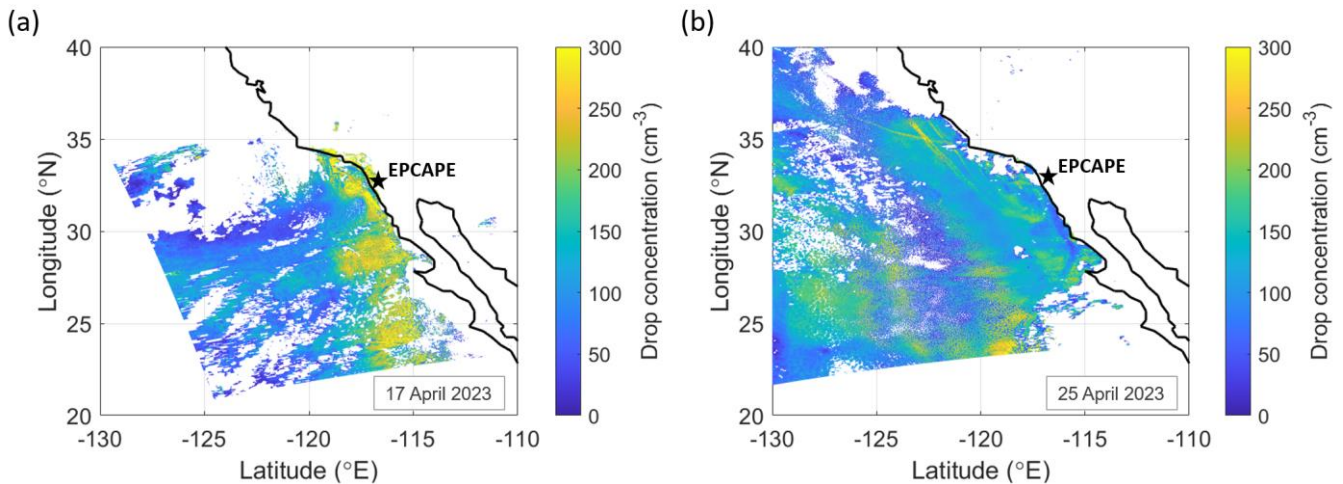 (a)
40
35
30
25
20
Longitude (°N)
-130 -125 -120 -115 -110
Latitude (°E)
EPCAPE
17 April 2023
300
250
200
150
100
50
0
Drop concentration (cm⁻³)
(b)
40
35
30
25
20
Longitude (°N)
-130 -125 -120 -115 -110
Latitude (°E)
EPCAPE
25 April 2023
300
250
200
150
100
50
0
Drop concentration (cm⁻³)